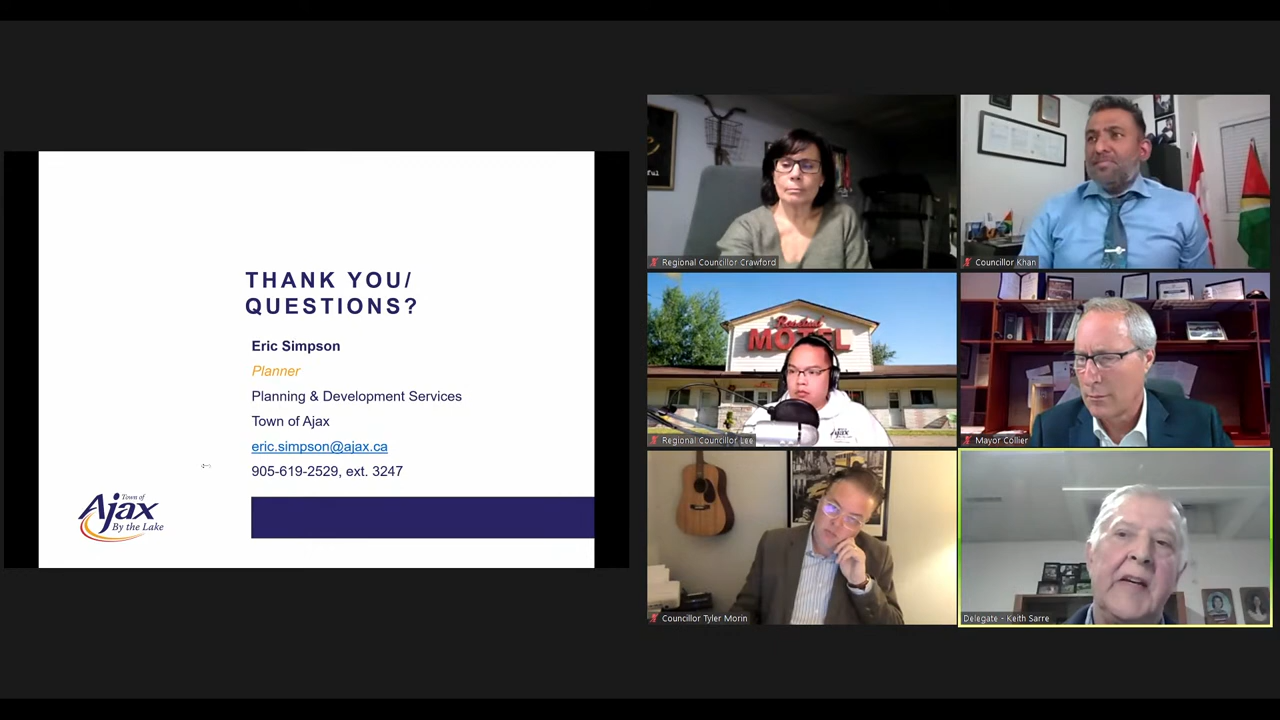 THANK YOU/
QUESTIONS?
Eric Simpson
Planner
Planning & Development Services
Town of Ajax
eric.simpson@ajax.ca
905-619-2529, ext. 3247
Town of
Ajax
By the Lake
Regional Councillor Crawford
Councillor Khan
MOTEL
Ajax
Regional Councillor Lee
Mayor Collier
Councillor Tyler Morin
Delegate - Keith Sarre